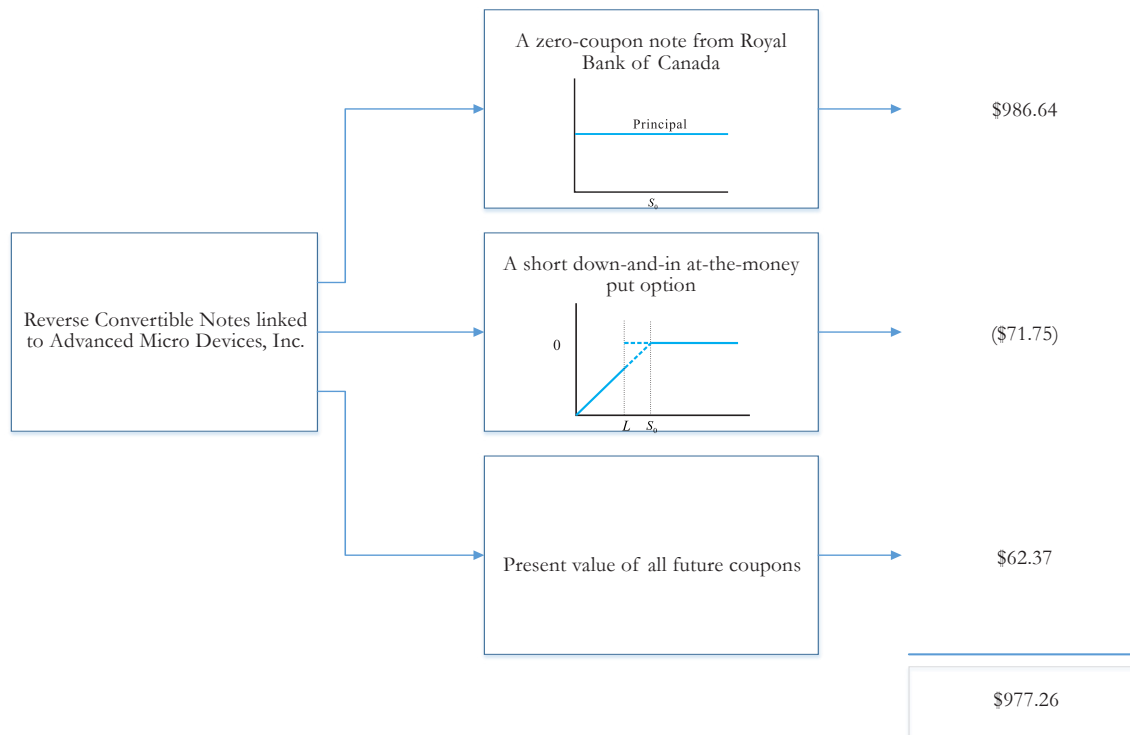 A zero-coupon note from Royal
Bank of Canada
Principal
S₀
$986.64
Reverse Convertible Notes linked
to Advanced Micro Devices, Inc.
A short down-and-in at-the-money
put option
0
L S₀
($71.75)
Present value of all future coupons
$62.37
$977.26